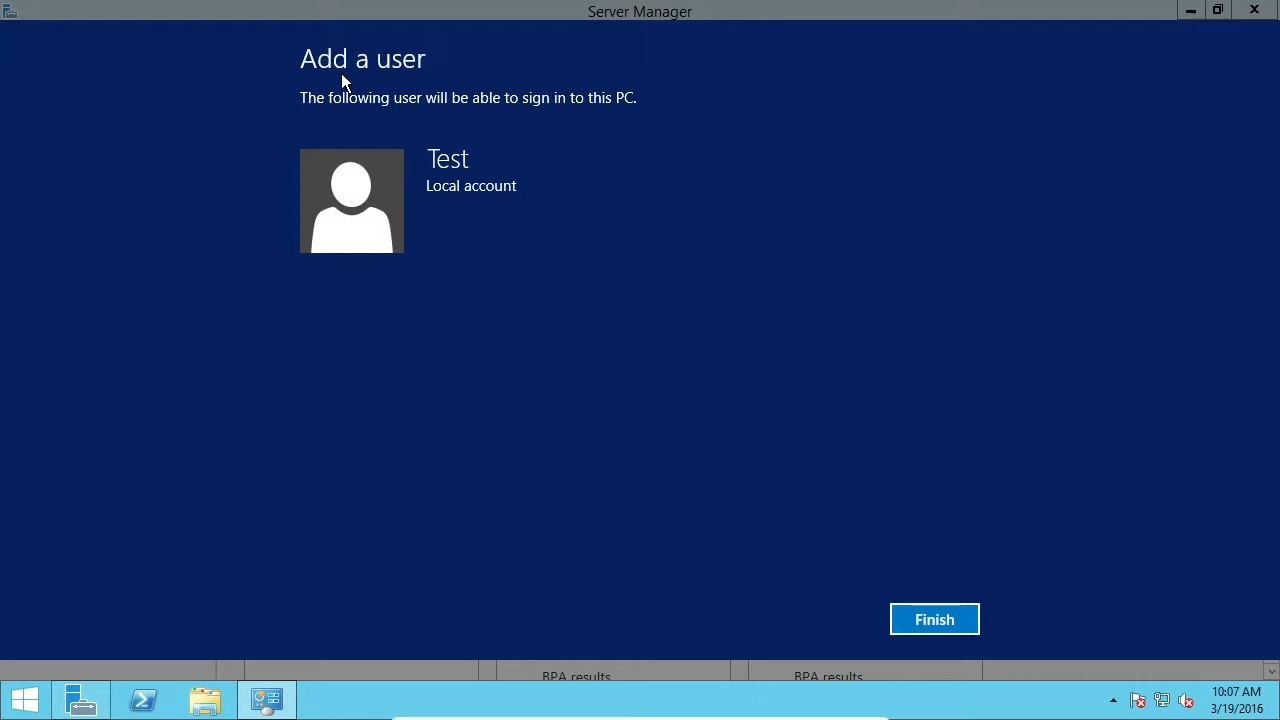 Server Manager
Add a user
The following user will be able to sign in to this PC.
Test
Local account
Finish
BPA results
BPA results
10:07 AM
3/19/2016